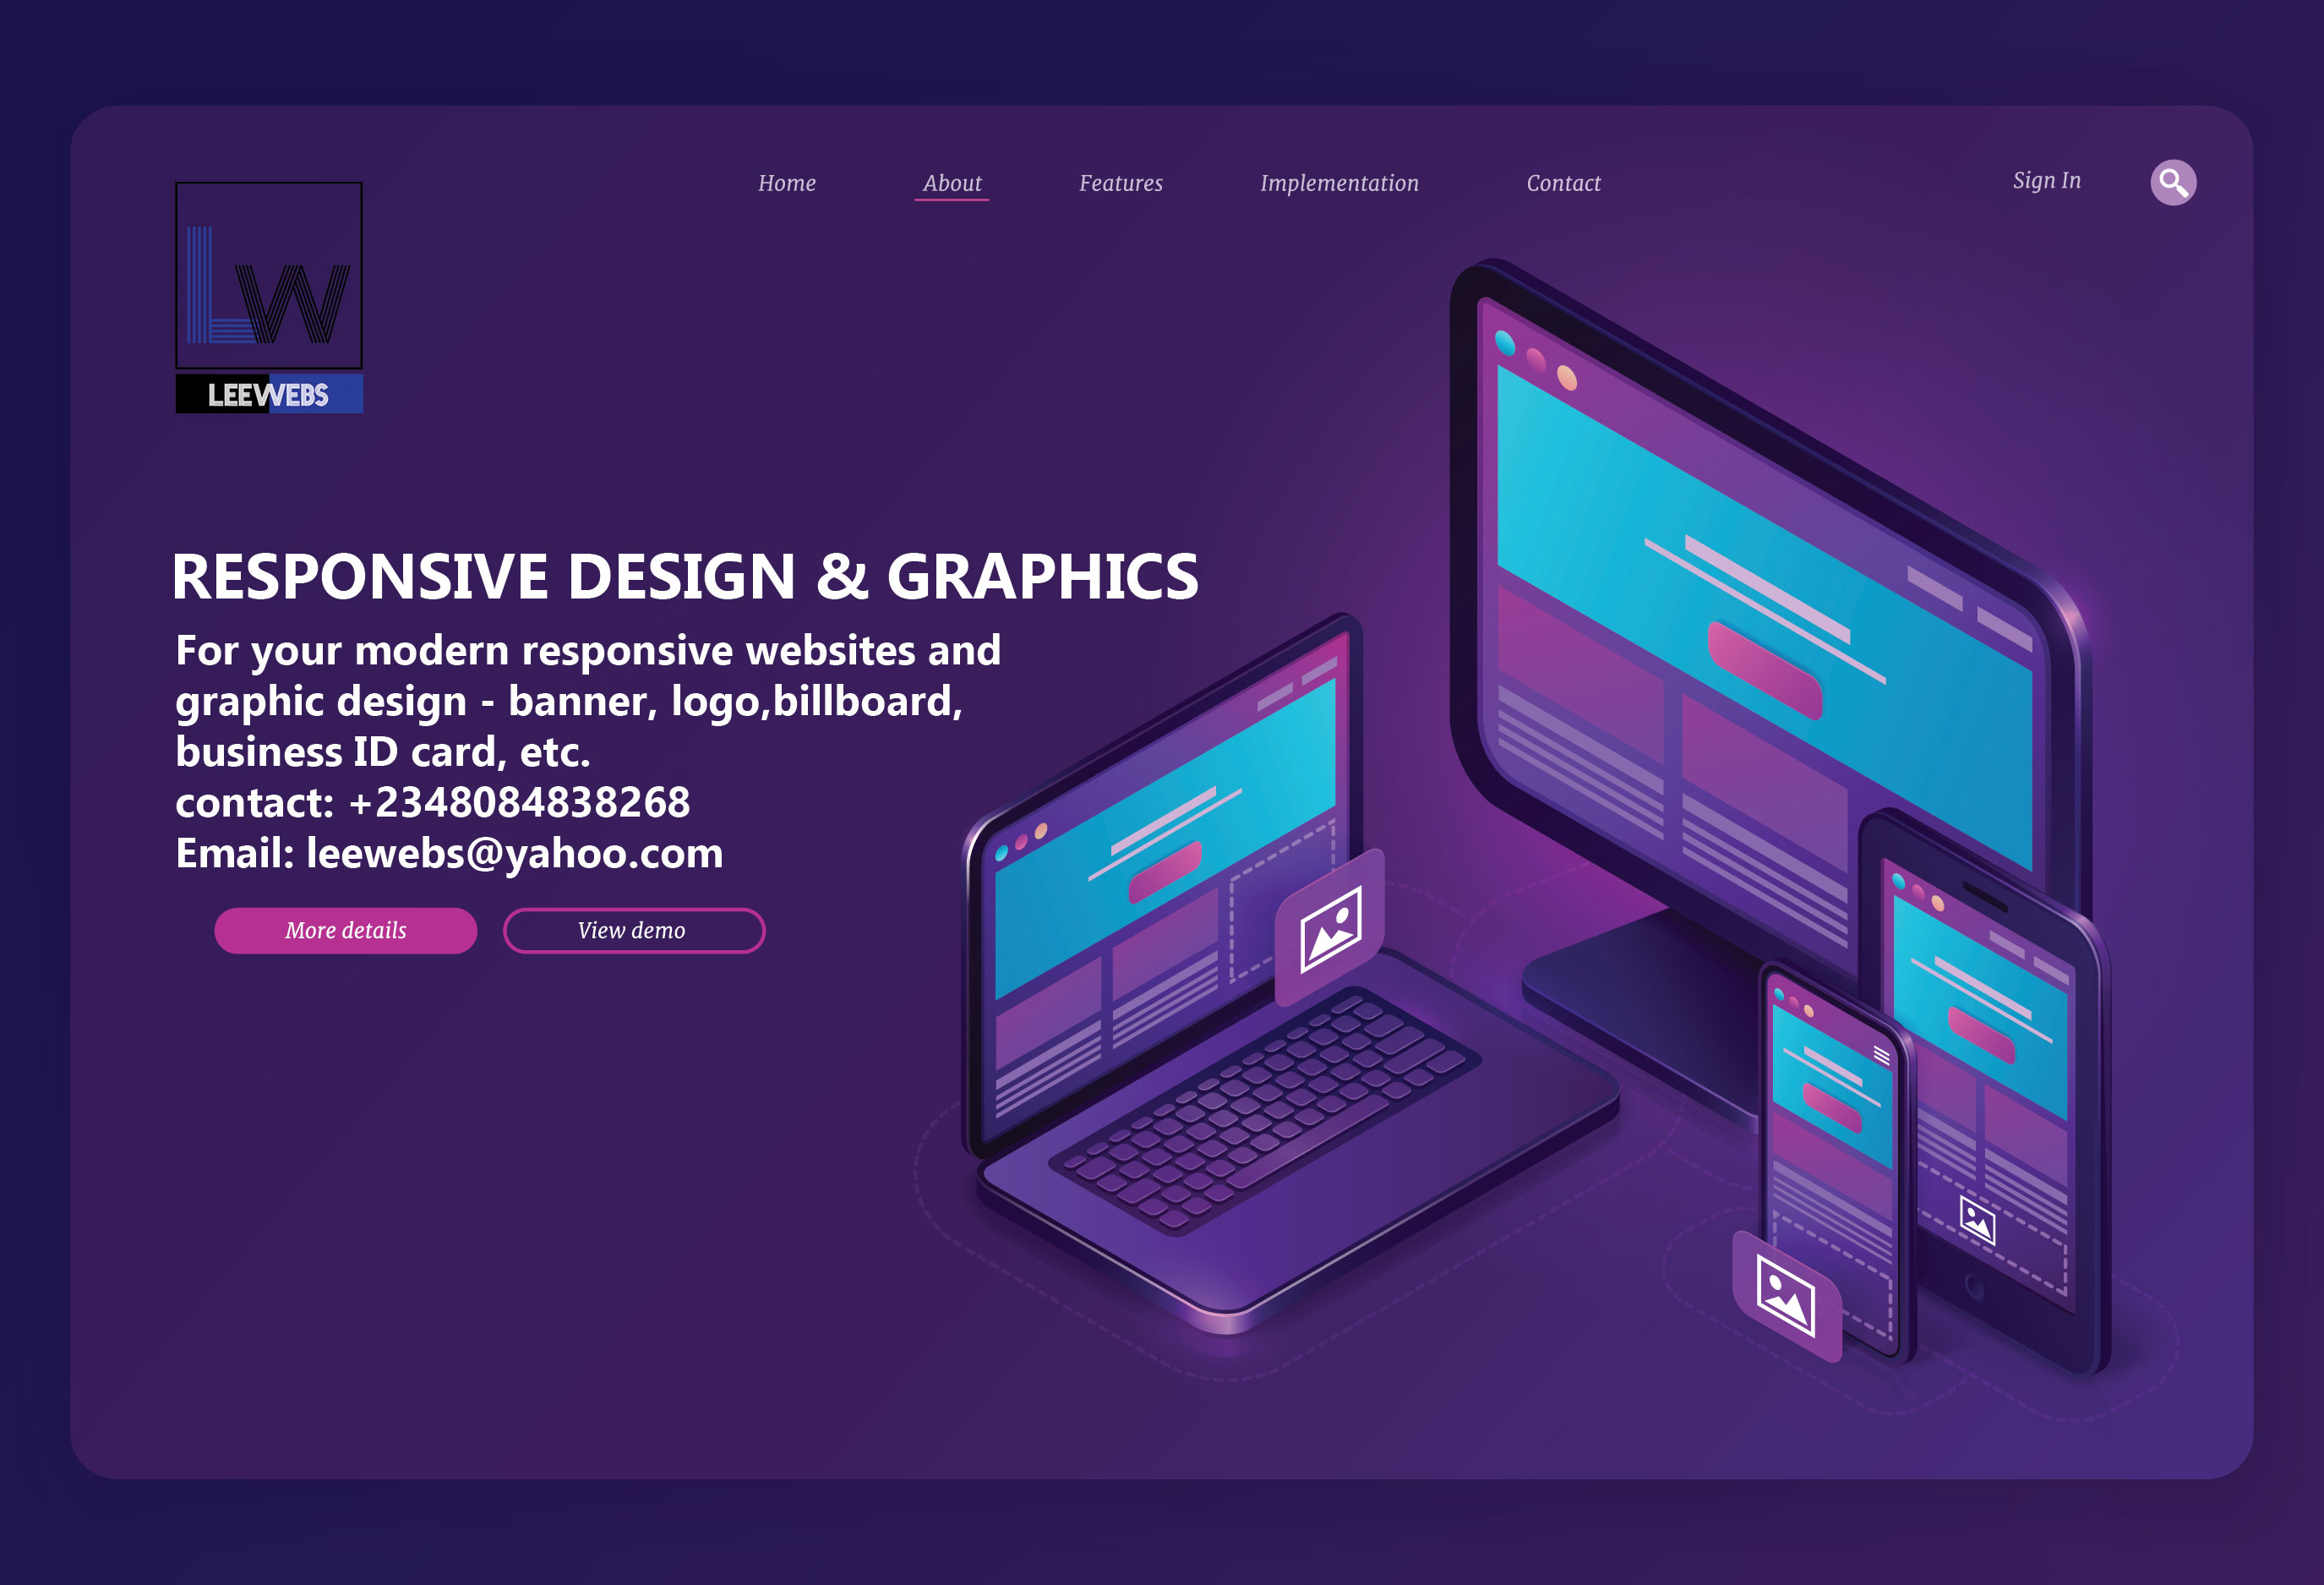 Home About Features Implementation Contact Sign In
LW
LEEWEBS
RESPONSIVE DESIGN & GRAPHICS
For your modern responsive websites and
graphic design - banner, logo,billboard,
business ID card, etc.
contact: +2348084838268
Email: leewebs@yahoo.com
More details View demo